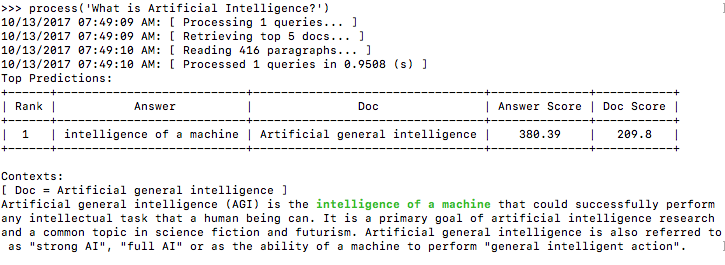 >>> process('What is Artificial Intelligence?')
10/13/2017 07:49:09 AM: [ Processing 1 queries... ]
10/13/2017 07:49:09 AM: [ Retrieving top 5 docs... ]
10/13/2017 07:49:10 AM: [ Reading 416 paragraphs... ]
10/13/2017 07:49:10 AM: [ Processed 1 queries in 0.9508 (s) ]
Top Predictions:
+------+---------------------------+---------------------------------+--------------+-----------+
| Rank |           Answer          |               Doc               | Answer Score | Doc Score |
+------+---------------------------+---------------------------------+--------------+-----------+
|  1   | intelligence of a machine | Artificial general intelligence |    380.39    |   209.8   |
+------+---------------------------+---------------------------------+--------------+-----------+
Contexts:
[ Doc = Artificial general intelligence ]
Artificial general intelligence (AGI) is the intelligence of a machine that could successfully perform
any intellectual task that a human being can. It is a primary goal of artificial intelligence research
and a common topic in science fiction and futurism. Artificial general intelligence is also referred to
as "strong AI", "full AI" or as the ability of a machine to perform "general intelligent action".